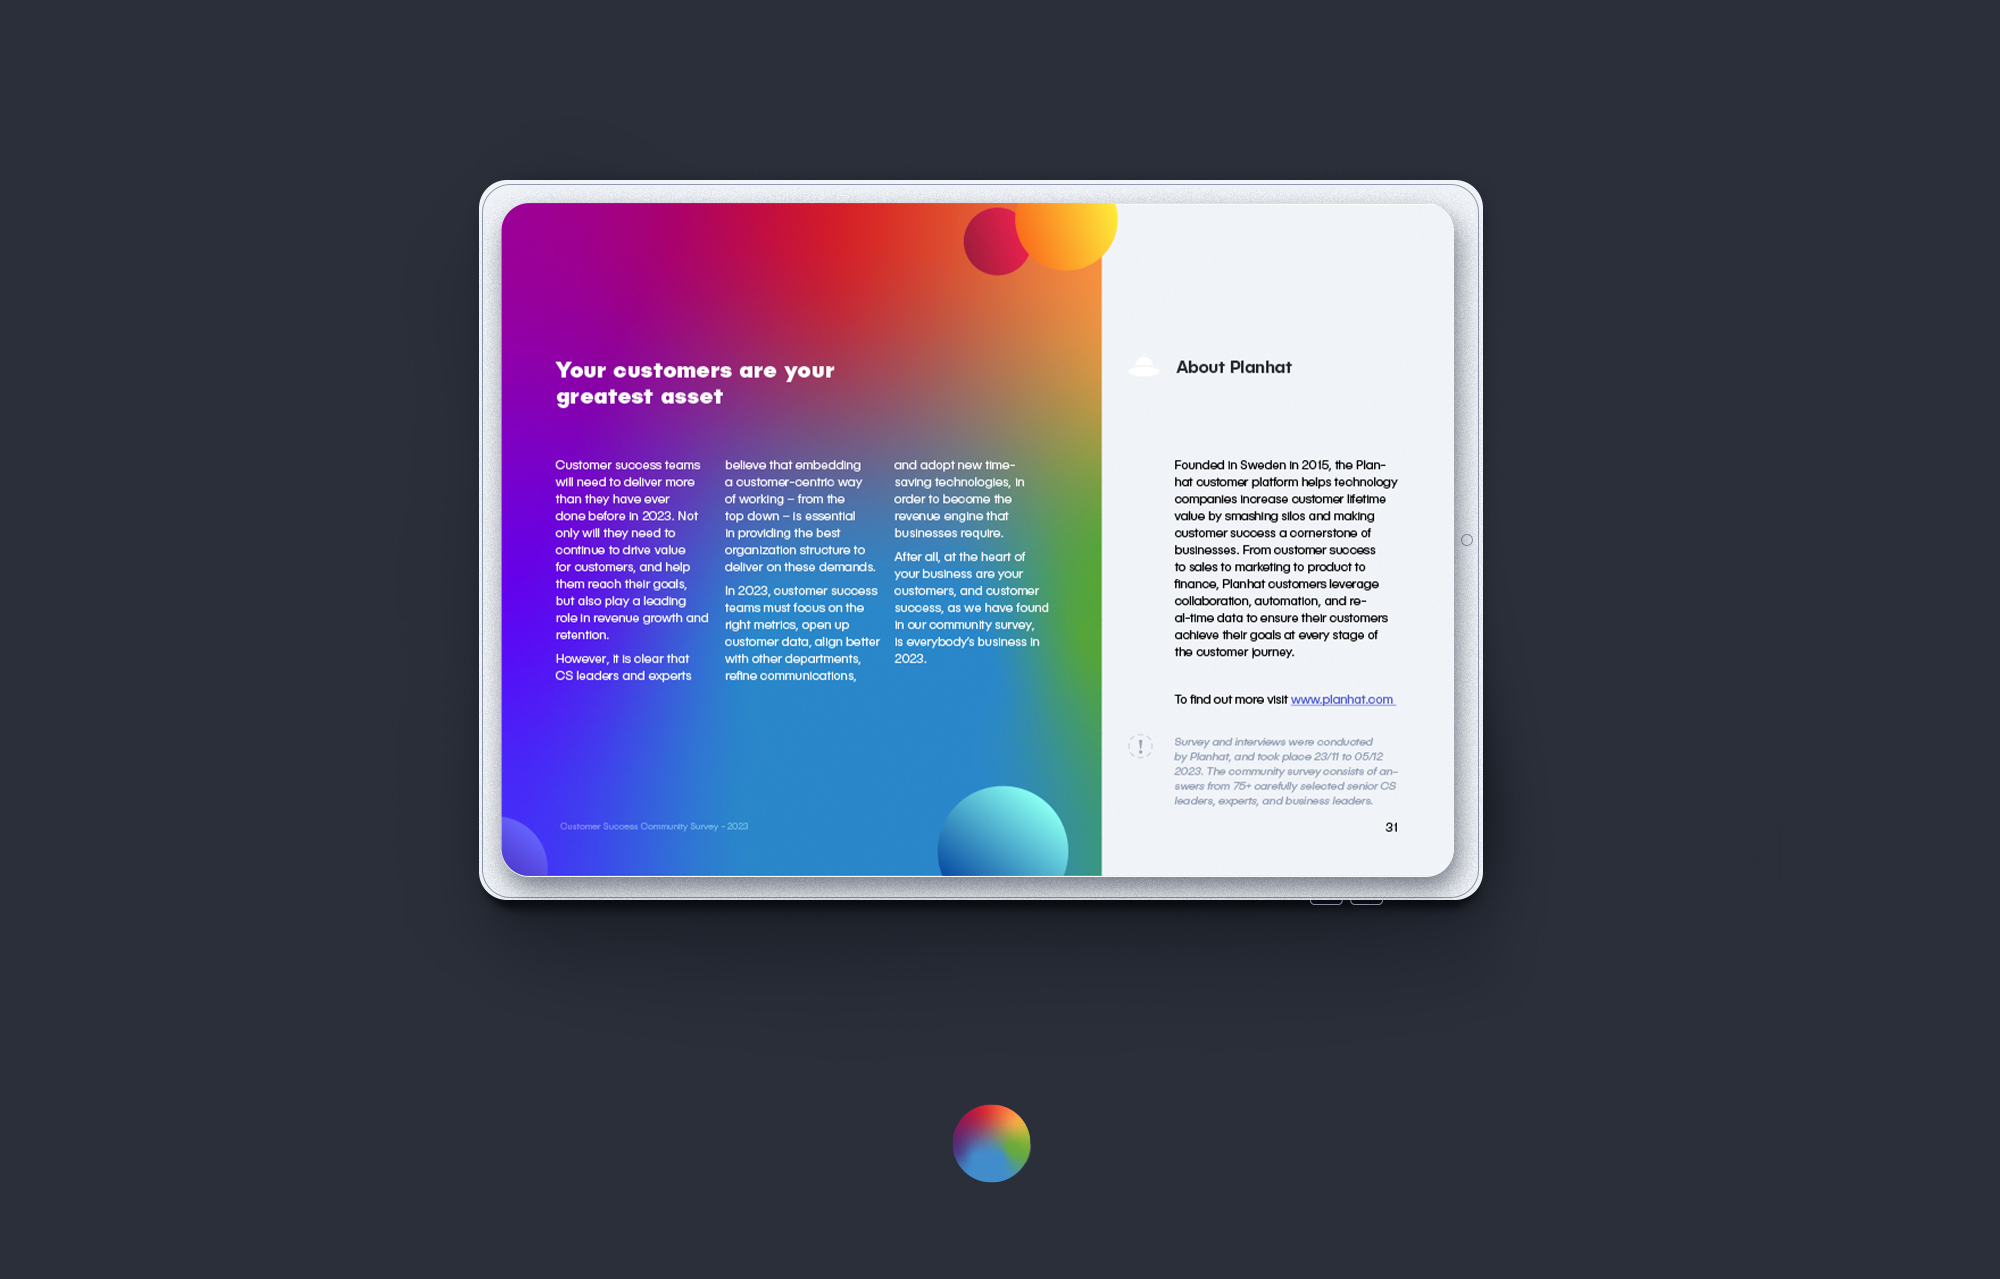 Your customers are your
greatest asset
Customer success teams
will need to deliver more
than they have ever
done before in 2023. Not
only will they need to
continue to drive value
for customers, and help
them reach their goals,
but also play a leading
role in revenue growth and
retention.
However, it is clear that
CS leaders and experts
believe that embedding
a customer-centric way
of working – from the
top down – is essential
in providing the best
organization structure to
deliver on these demands.
In 2023, customer success
teams must focus on the
right metrics, open up
customer data, align better
with other departments,
refine communications,
and adopt new time-
saving technologies, in
order to become the
revenue engine that
businesses require.
After all, at the heart of
your business are your
customers, and customer
success, as we have found
in our community survey,
is everybody's business in
2023.
Customer Success Community Survey - 2023
About Planhat
Founded in Sweden in 2015, the Plan-
hat customer platform helps technology
companies increase customer lifetime
value by smashing silos and making
customer success a cornerstone of
businesses. From customer success
to sales to marketing to product to
finance, Planhat customers leverage
collaboration, automation, and re-
al-time data to ensure their customers
achieve their goals at every stage of
the customer journey.
To find out more visit www.planhat.com
!
Survey and interviews were conducted
by Planhat, and took place 23/11 to 05/12
2023. The community survey consists of an-
swers from 75+ carefully selected senior CS
leaders, experts, and business leaders.
31